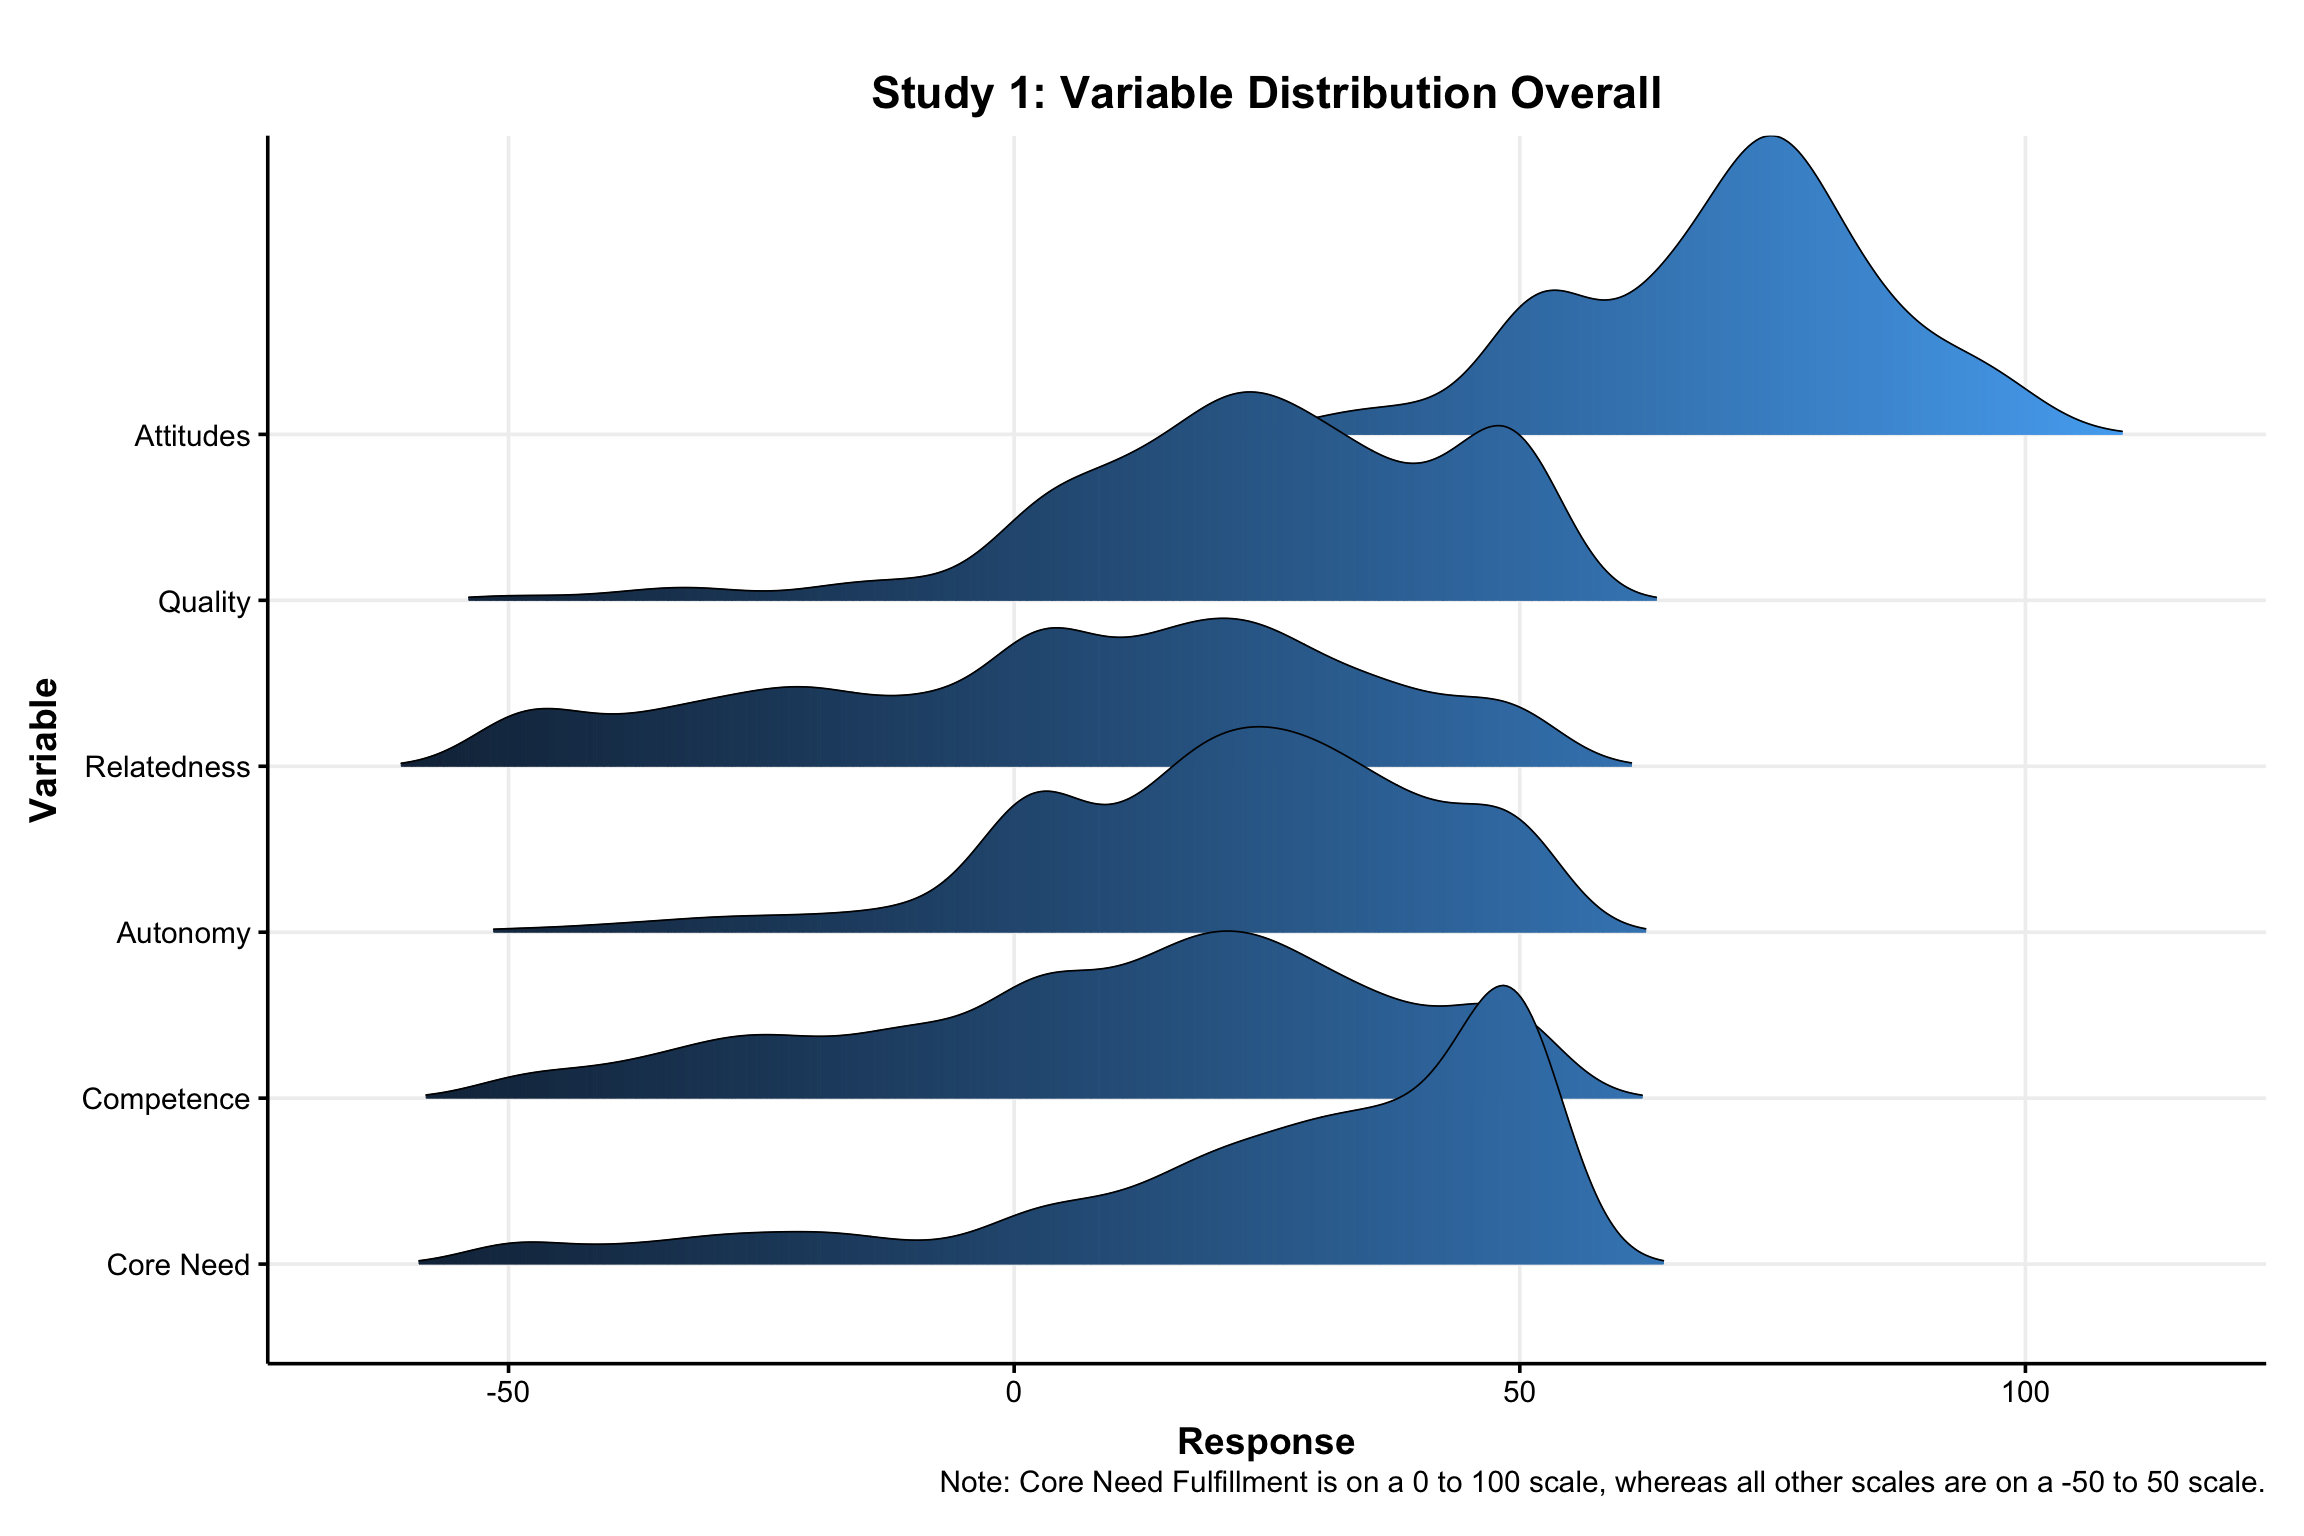 Study 1: Variable Distribution Overall
Variable
Attitudes
Quality
Relatedness
Autonomy
Competence
Core Need
-50 0 50 100
Response
Note: Core Need Fulfillment is on a 0 to 100 scale, whereas all other scales are on a -50 to 50 scale.